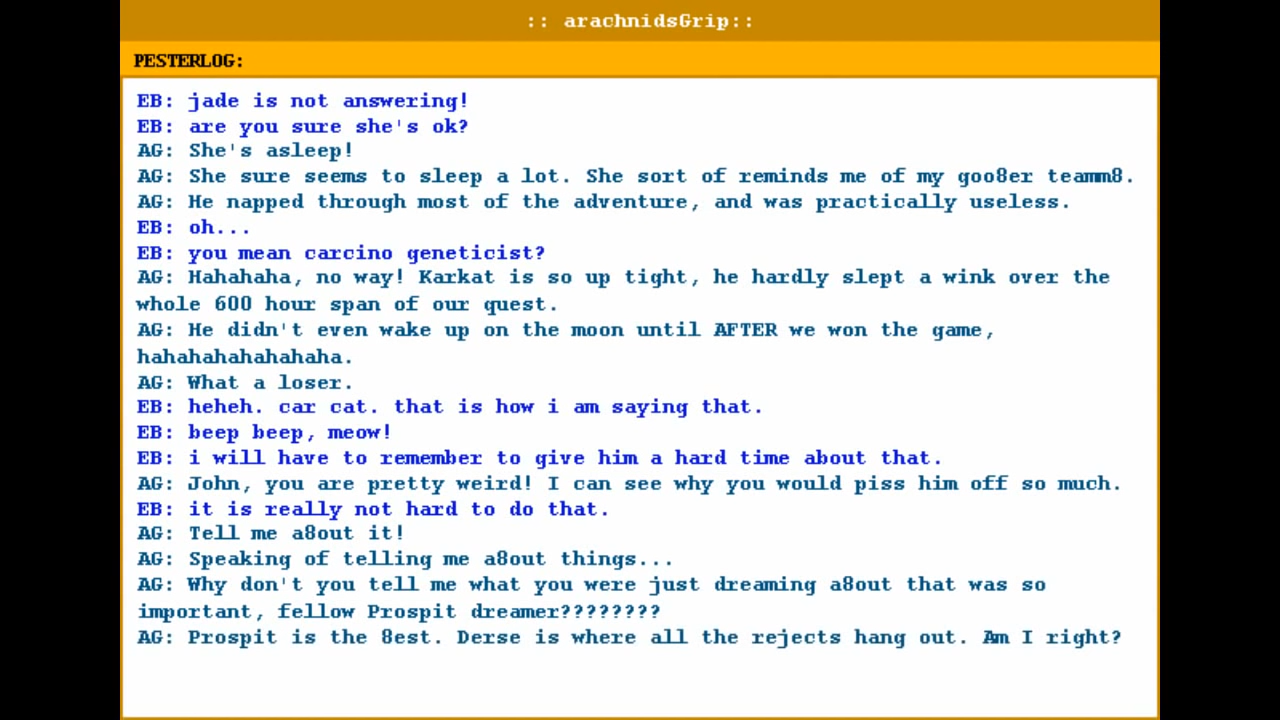 :: arachnidsGrip::
PESTERLOG:
EB: jade is not answering!
EB: are you sure she's ok?
AG: She's asleep!
AG: She sure seems to sleep a lot. She sort of reminds me of my goo8er teamm8.
AG: He napped through most of the adventure, and was practically useless.
EB: oh...
EB: you mean carcino geneticist?
AG: Hahahaha, no way! Karkat is so up tight, he hardly slept a wink over the
whole 600 hour span of our quest.
AG: He didn't even wake up on the moon until AFTER we won the game,
hahahahahahahaha.
AG: What a loser.
EB: heheh. car cat. that is how i am saying that.
EB: beep beep, meow!
EB: i will have to remember to give him a hard time about that.
AG: John, you are pretty weird! I can see why you would piss him off so much.
EB: it is really not hard to do that.
AG: Tell me a8out it!
AG: Speaking of telling me a8out things...
AG: Why don't you tell me what you were just dreaming a8out that was so
important, fellow Prospit dreamer????????
AG: Prospit is the 8est. Derse is where all the rejects hang out. Am I right?